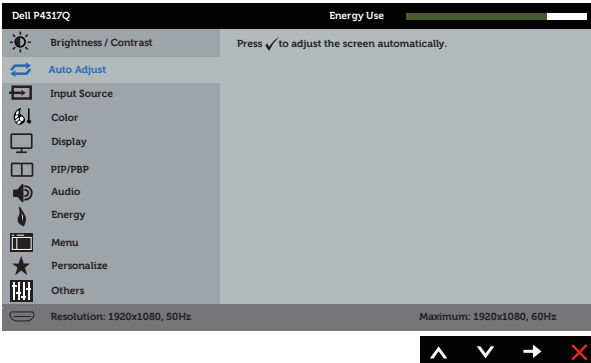 Dell P4317Q Energy Use
Brightness / Contrast Press ✓ to adjust the screen automatically.
Auto Adjust
Input Source
Color
Display
PIP/PBP
Audio
Energy
Menu
Personalize
Others
Resolution: 1920x1080, 50Hz Maximum: 1920x1080, 60Hz